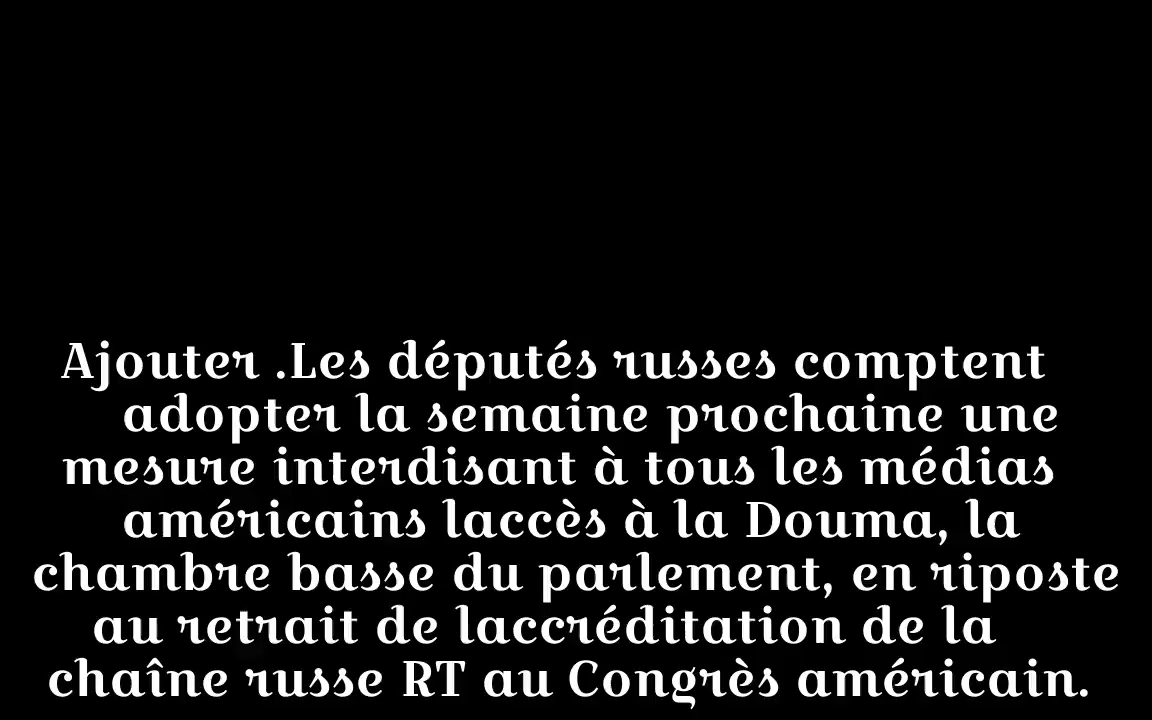 Ajouter .Les députés russes comptent
adopter la semaine prochaine une
mesure interdisant à tous les médias
américains laccès à la Douma, la
chambre basse du parlement, en riposte
au retrait de laccréditation de la
chaîne russe RT au Congrès américain.